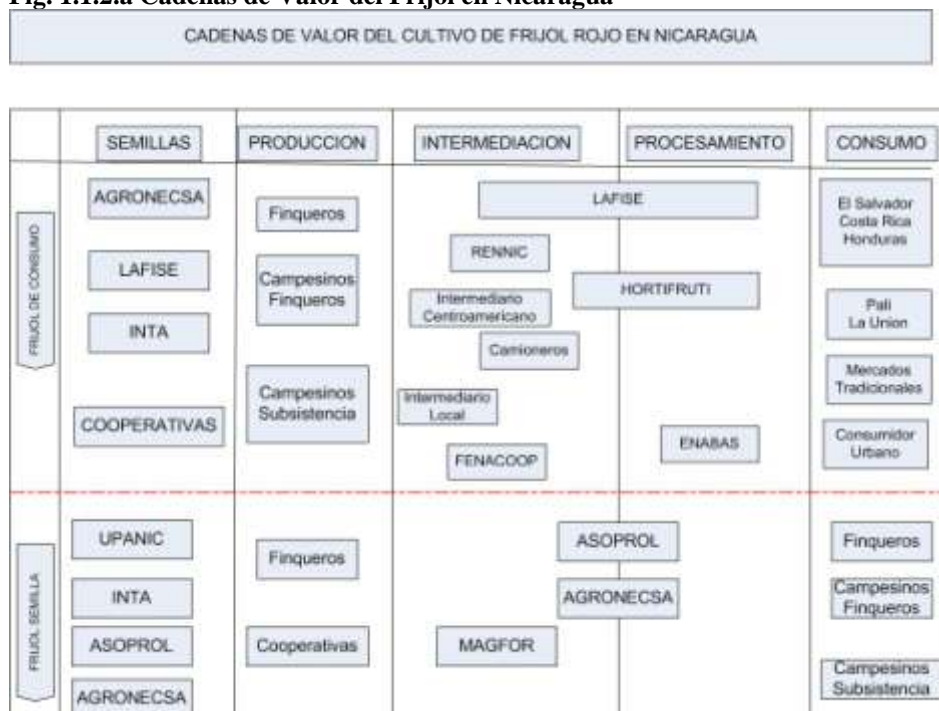 Fig. 1.1.2.a Cadenas de Valor del Frijol en Nicaragua
CADENAS DE VALOR DEL CULTIVO DE FRIJOL ROJO EN NICARAGUA
SEMILLAS
PRODUCCION
INTERMEDIACION
PROCESAMIENTO
CONSUMO
FRIJOL DE CONSUMO
AGRONECSA
LAFISE
INTA
COOPERATIVAS
Finqueros
Campesinos
Finqueros
Campesinos
Subsistencia
LAFISE
RENNIC
HORTIFRUTI
Intermediario
Centroamericano
Camioneros
Intermediario
Local
FENACOOP
ENABAS
El Salvador
Costa Rica
Honduras
Pali
La Union
Mercados
Tradicionales
Consumidor
Urbano
FRIJOL SEMILLA
UPANIC
INTA
ASOPROL
AGRONECSA
Finqueros
Cooperativas
ASOPROL
AGRONECSA
MAGFOR
Finqueros
Campesinos
Finqueros
Campesinos
Subsistencia